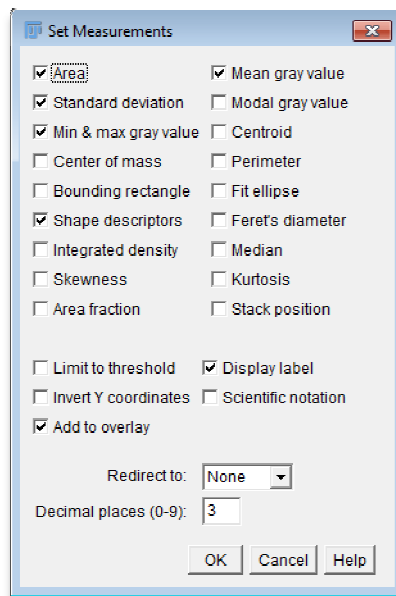 Set Measurements
Area Mean gray value
Standard deviation Modal gray value
Min & max gray value Centroid
Center of mass Perimeter
Bounding rectangle Fit ellipse
Shape descriptors Feret's diameter
Integrated density Median
Skewness Kurtosis
Area fraction Stack position
Limit to threshold Display label
Invert Y coordinates Scientific notation
Add to overlay
Redirect to: None
Decimal places (0-9): 3
OK Cancel Help